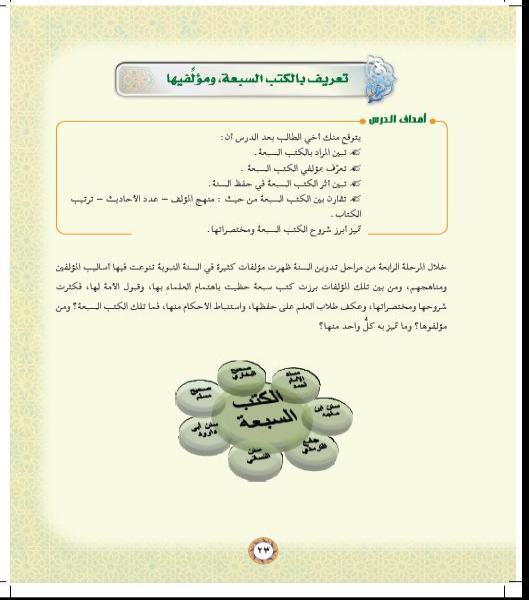 تعريف بالكتب السبعة، ومؤلِّفيها
أهداف الدرس
يتوقع منك أخي الطالب بعد الدرس أن:
تبين المراد بالكتب السبعة.
تعرّف بمؤلفي الكتب السبعة .
تبين أثر الكتب السبعة في حفظ السنة.
تقارن بين الكتب السبعة من حيث : منهج المؤلف – عدد الأحاديث – ترتيب
الكتاب.
تميز أبرز شروح الكتب السبعة ومختصراتها.
خلال المرحلة الرابعة من مراحل تدوين السنة ظهرت مؤلفات كثيرة في السنة النبوية تنوعت فيها أساليب المؤلفين
ومناهجهم، ومن بين تلك المؤلفات برزت كتب سبعة حظيت باهتمام العلماء بها، وقبول الأمة لها، فكثرت
شروحها ومختصراتها، وعكف طلاب العلم على حفظها، واستنباط الأحكام منها، فما تلك الكتب السبعة؟ ومن
مؤلفوها؟ وما تميز به كلُّ واحد منها؟
صحيح
البخاري
مسند
الإمام
أحمد
صحيح
مسلم
الكتب
السبعة
سنن ابن
ماجه
سنن أبي
داوود
جامع
الترمذي
سنن
النسائي
٢٣